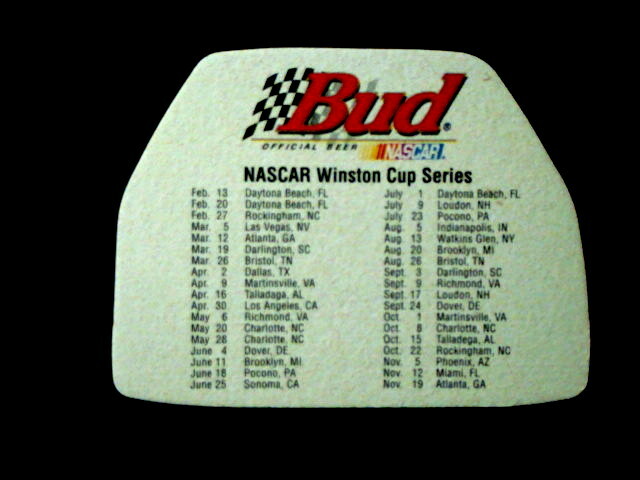 Bud®
OFFICIAL BEER NASCAR
NASCAR Winston Cup Series
Feb. 13 Daytona Beach, FL
Feb. 20 Daytona Beach, FL
Feb. 27 Rockingham, NC
Mar. 5 Las Vegas, NV
Mar. 12 Atlanta, GA
Mar. 19 Darlington, SC
Mar. 26 Bristol, TN
Apr. 2 Dallas, TX
Apr. 9 Martinsville, VA
Apr. 16 Talladaga, AL
Apr. 30 Los Angeles, CA
May 6 Richmond, VA
May 20 Charlotte, NC
May 28 Charlotte, NC
June 4 Dover, DE
June 11 Brooklyn, MI
June 18 Pocono, PA
June 25 Sonoma, CA
July 1 Daytona Beach, FL
July 9 Loudon, NH
July 23 Pocono, PA
Aug. 5 Indianapolis, IN
Aug. 13 Watkins Glen, NY
Aug. 20 Brooklyn, MI
Aug. 26 Bristol, TN
Sept. 3 Darlington, SC
Sept. 9 Richmond, VA
Sept. 17 Loudon, NH
Sept. 24 Dover, DE
Oct. 1 Martinsville, VA
Oct. 8 Charlotte, NC
Oct. 15 Talladega, AL
Oct. 22 Rockingham, NC
Nov. 5 Phoenix, AZ
Nov. 12 Miami, FL
Nov. 19 Atlanta, GA